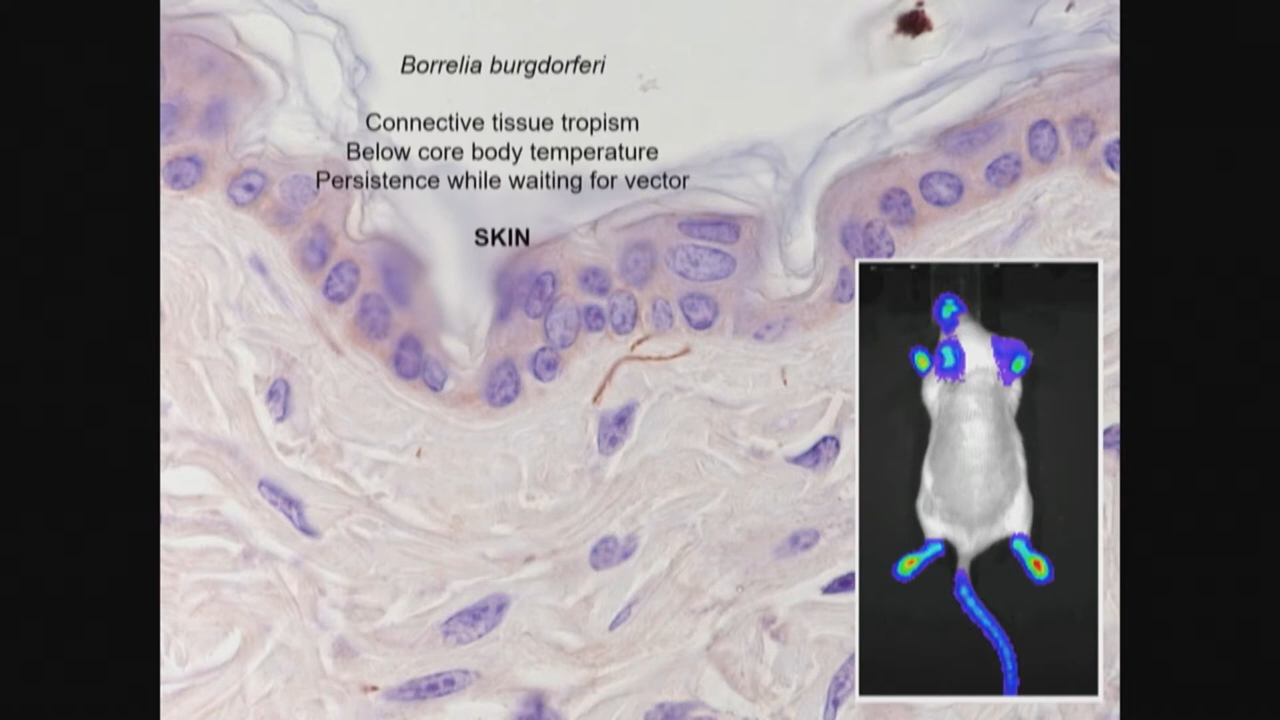 Borrelia burgdorferi
Connective tissue tropism
Below core body temperature
Persistence while waiting for vector
SKIN